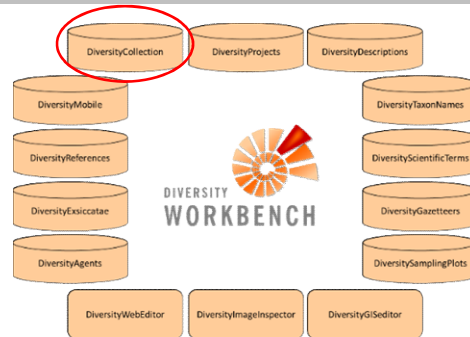 DiversityCollection
DiversityProjects
DiversityDescriptions
DiversityMobile
DiversityTaxonNames
DiversityReferences
DiversityScientificTerms
DiversityExsiccatae
DiversityGazetteers
DiversityAgents
DiversitySamplingPlots
DIVERSITY
WORKBENCH
DiversityWebEditor
DiversityImageInspector
DiversityGISeditor